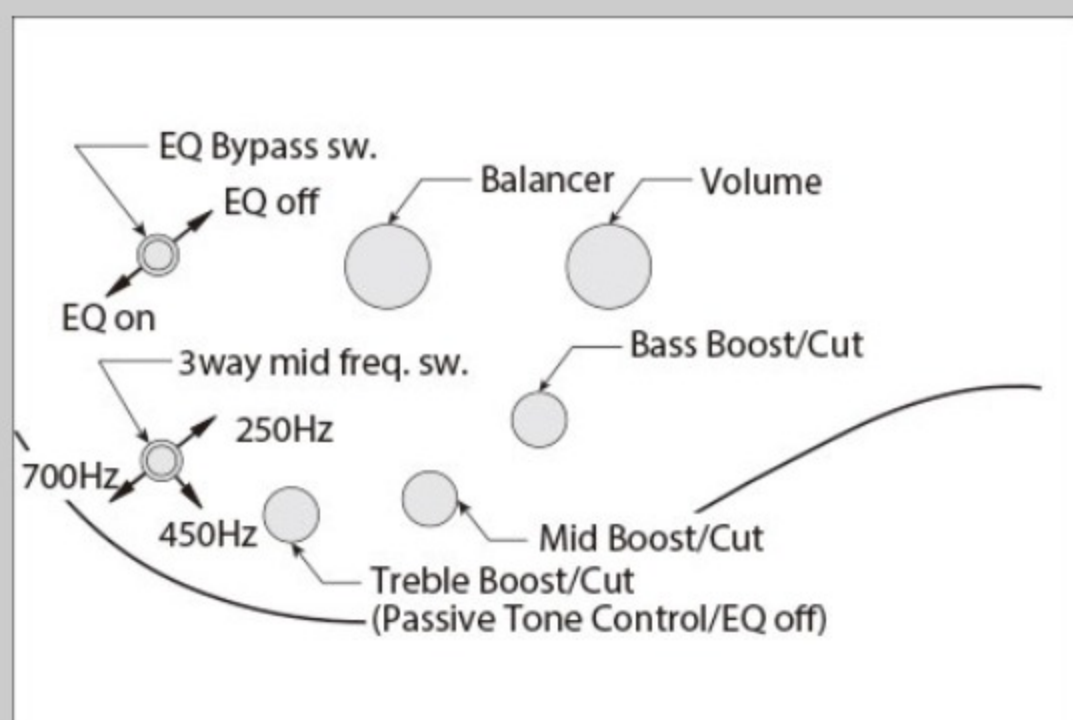 EQ Bypass sw.
EQ off
Balancer
Volume
EQ on
3way mid freq. sw.
Bass Boost/Cut
250Hz
700Hz
450Hz
Mid Boost/Cut
Treble Boost/Cut
(Passive Tone Control/EQ off)